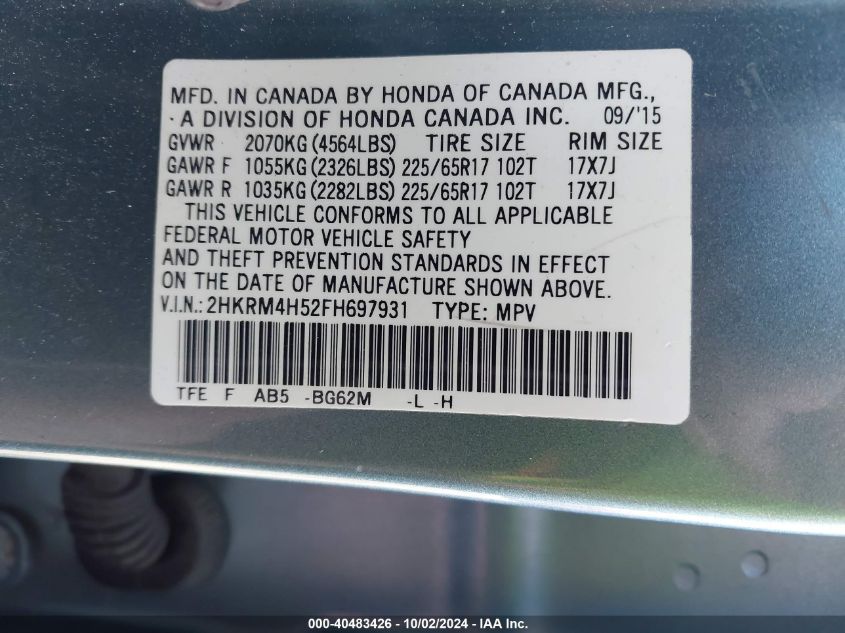 MFD. IN CANADA BY HONDA OF CANADA MFG.,
A DIVISION OF HONDA CANADA INC. 09/'15
GVWR 2070KG (4564LBS) TIRE SIZE RIM SIZE
GAWR F 1055KG (2326LBS) 225/65R17 102T 17X7J
GAWR R 1035KG (2282LBS) 225/65R17 102T 17X7J
THIS VEHICLE CONFORMS TO ALL APPLICABLE
FEDERAL MOTOR VEHICLE SAFETY
AND THEFT PREVENTION STANDARDS IN EFFECT
ON THE DATE OF MANUFACTURE SHOWN ABOVE.
V.I.N.: 2HKRM4H52FH697931 TYPE: MPV
TFE F AB5 -BG62M -L -H
000-40483426 - 10/02/2024 - IAA Inc.